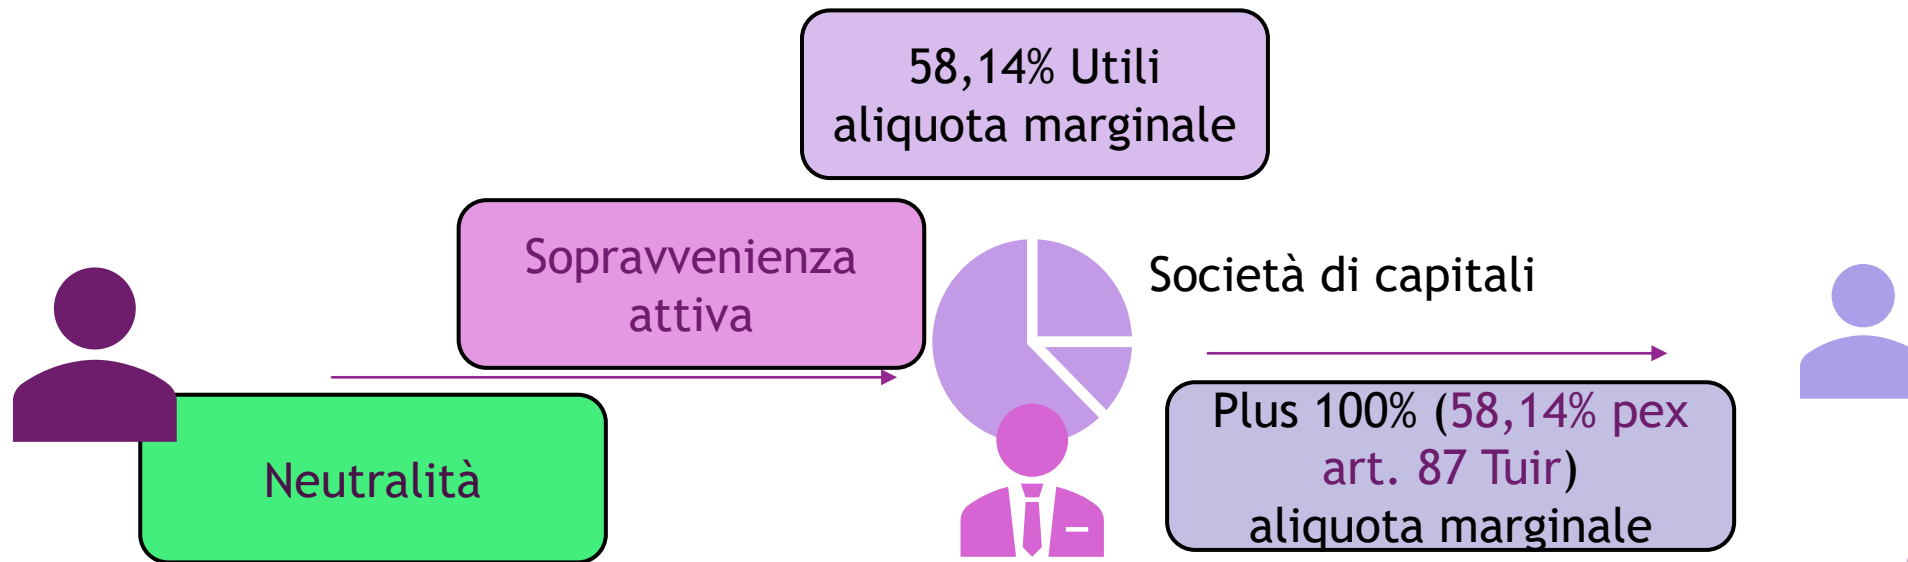 58,14% Utili
aliquota marginale
Sopravvenienza
attiva
Società di capitali
Neutralità
Plus 100% (58,14% pex
art. 87 Tuir)
aliquota marginale